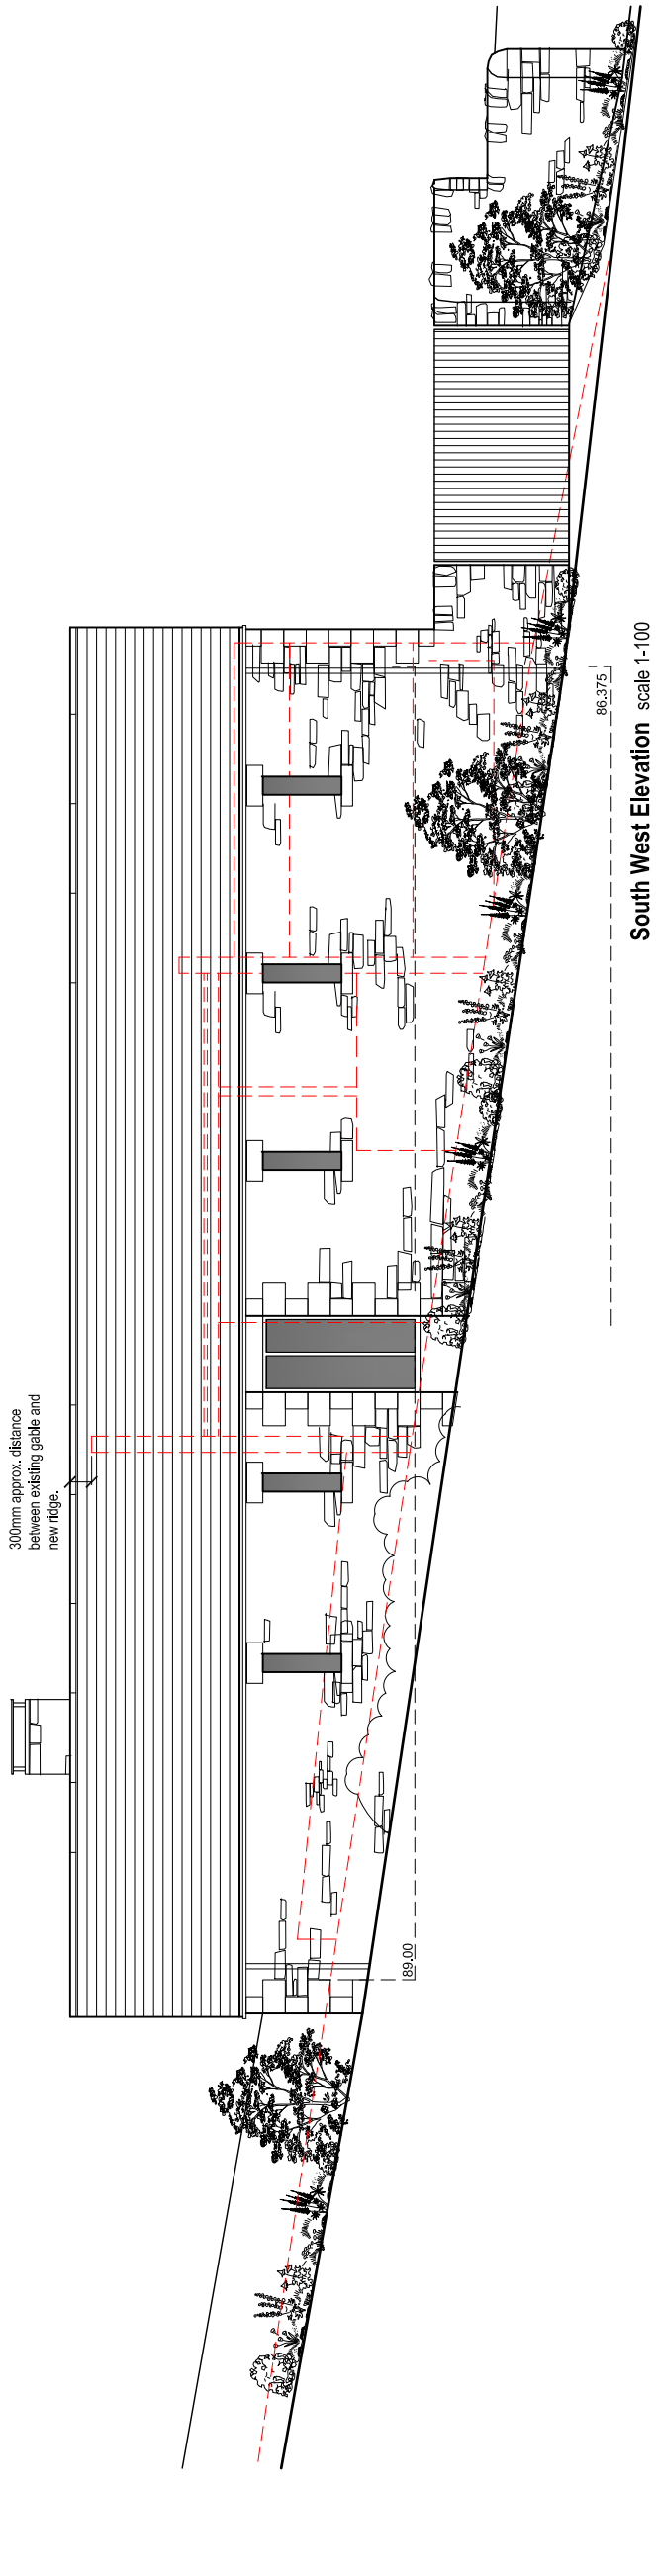 300mm approx. distance
between existing gable and
new ridge.
89.00
86.375
South West Elevation scale 1-100